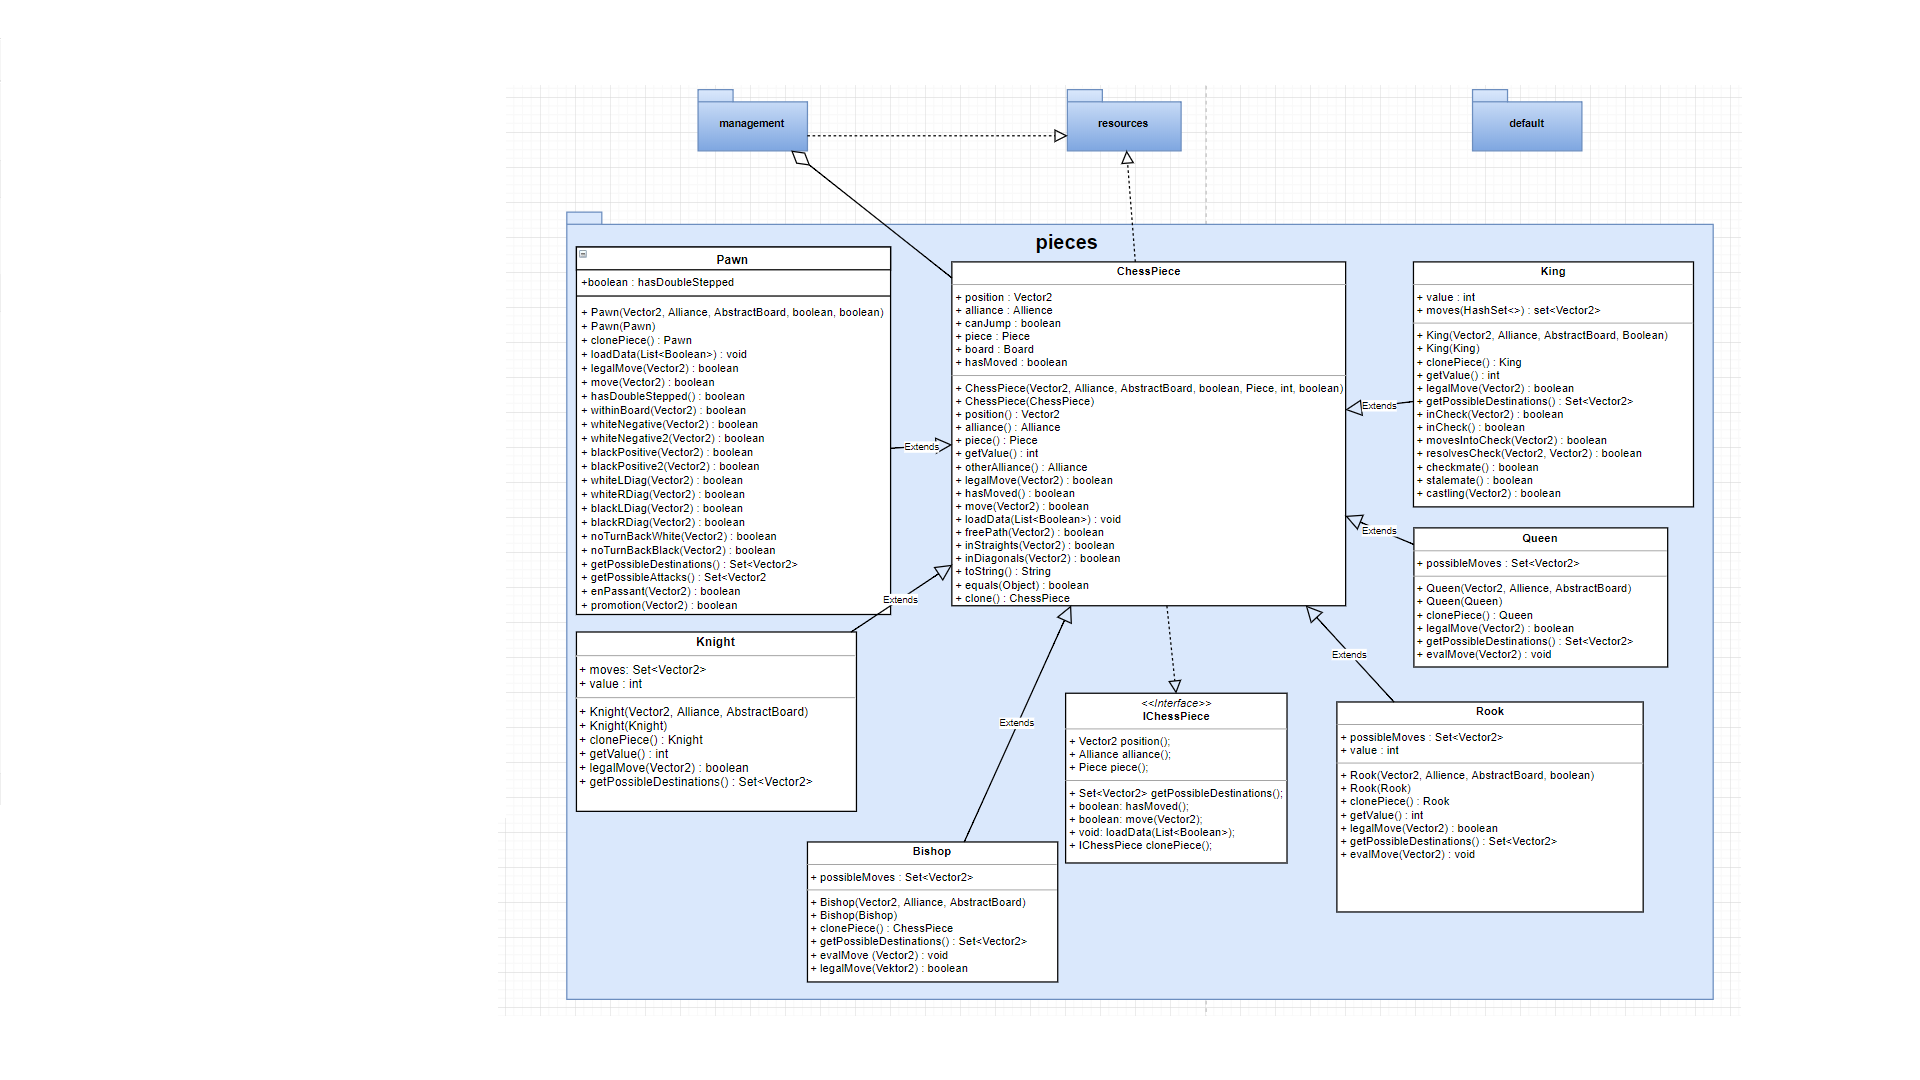 management
resources
default
pieces
Pawn
+boolean : hasDoubleStepped
+ Pawn(Vector2, Alliance, AbstractBoard, boolean, boolean)
+ Pawn(Pawn)
+ clonePiece() : Pawn
+ loadData(List<Boolean>) : void
+ legalMove(Vector2) : boolean
+ move(Vector2) : boolean
+ hasDoubleStepped() : boolean
+ withinBoard(Vector2) : boolean
+ whiteNegative(Vector2) : boolean
+ whiteNegative2(Vector2) : boolean
+ blackPositive(Vector2) : boolean
+ blackPositive2(Vector2) : boolean
+ whiteLDiag(Vector2) : boolean
+ whiteRDiag(Vector2) : boolean
+ blackLDiag(Vector2) : boolean
+ blackRDiag(Vector2) : boolean
+ noTurnBackWhite(Vector2) : boolean
+ noTurnBackBlack(Vector2) : boolean
+ getPossibleDestinations() : Set<Vector2>
+ getPossibleAttacks() : Set<Vector2
+ enPassant(Vector2) : boolean
+ promotion(Vector2) : boolean
Extends
ChessPiece
+ position : Vector2
+ alliance : Allience
+ canJump : boolean
+ piece : Piece
+ board : Board
+ hasMoved : boolean
+ ChessPiece(Vector2, Alliance, AbstractBoard, boolean, Piece, int, boolean)
+ ChessPiece(ChessPiece)
+ position() : Vector2
+ alliance() : Alliance
+ piece() : Piece
+ getValue() : int
+ otherAlliance() : Alliance
+ legalMove(Vector2) : boolean
+ hasMoved() : boolean
+ move(Vector2) : boolean
+ loadData(List<Boolean>) : void
+ freePath(Vector2) : boolean
+ inStraights(Vector2) : boolean
+ inDiagonals(Vector2) : boolean
+ toString() : String
+ equals(Object) : boolean
+ clone() : ChessPiece
Extends
King
+ value : int
+ moves(HashSet<>) : set<Vector2>
+ King(Vector2, Alliance, AbstractBoard, Boolean)
+ King(King)
+ clonePiece() : King
+ getValue() : int
+ legalMove(Vector2) : boolean
+ getPossibleDestinations() : Set<Vector2>
+ inCheck(Vector2) : boolean
+ inCheck() : boolean
+ movesIntoCheck(Vector2) : boolean
+ resolvesCheck(Vector2, Vector2) : boolean
+ checkmate() : boolean
+ stalemate() : boolean
+ castling(Vector2) : boolean
Extends
Queen
+ possibleMoves : Set<Vector2>
+ Queen(Vector2, Allience, AbstractBoard)
+ Queen(Queen)
+ clonePiece() : Queen
+ legalMove(Vector2) : boolean
+ getPossibleDestinations() : Set<Vector2>
+ evalMove(Vector2) : void
Extends
Knight
+ moves: Set<Vector2>
+ value : int
+ Knight(Vector2, Alliance, AbstractBoard)
+ Knight(Knight)
+ clonePiece() : Knight
+ getValue() : int
+ legalMove(Vector2) : boolean
+ getPossibleDestinations() : Set<Vector2>
Extends
Extends
<<Interface>>
IChessPiece
+ Vector2 position();
+ Alliance alliance();
+ Piece piece();
+ Set<Vector2> getPossibleDestinations();
+ boolean: hasMoved();
+ boolean: move(Vector2);
+ void: loadData(List<Boolean>);
+ IChessPiece clonePiece();
Rook
+ possibleMoves : Set<Vector2>
+ value : int
+ Rook(Vector2, Allience, AbstractBoard, boolean)
+ Rook(Rook)
+ clonePiece() : Rook
+ getValue() : int
+ legalMove(Vector2) : boolean
+ getPossibleDestinations() : Set<Vector2>
+ evalMove(Vector2) : void
Bishop
+ possibleMoves : Set<Vector2>
+ Bishop(Vector2, Alliance, AbstractBoard)
+ Bishop(Bishop)
+ clonePiece() : ChessPiece
+ getPossibleDestinations() : Set<Vector2>
+ evalMove (Vector2) : void
+ legalMove(Vektor2) : boolean